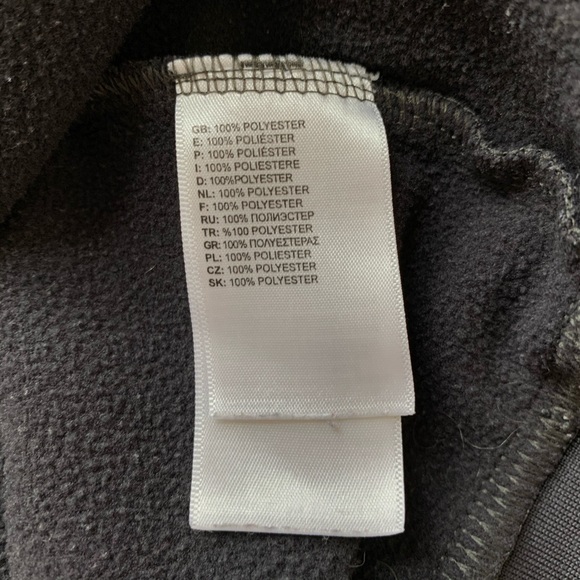 GB: 100% POLYESTER
E: 100% POLIÉSTER
P: 100% POLIÉSTER
I: 100% POLIESTERE
D: 100%POLYESTER
NL: 100% POLYESTER
F: 100% POLYESTER
RU: 100% ПОЛИЭСТЕР
TR: %100 POLYESTER
GR: 100% ΠΟΛΥΕΣΤΕΡΑΣ
PL: 100% POLYESTER
CZ: 100% POLYESTER
SK: 100% POLYESTER